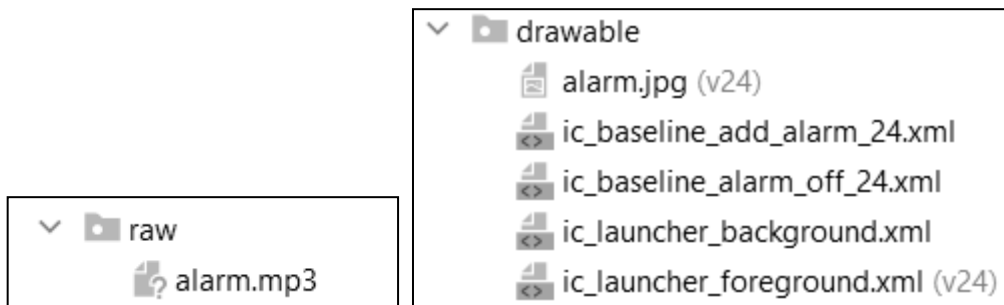 raw
alarm.mp3
drawable
alarm.jpg (v24)
ic_baseline_add_alarm_24.xml
ic_baseline_alarm_off_24.xml
ic_launcher_background.xml
ic_launcher_foreground.xml (v24)